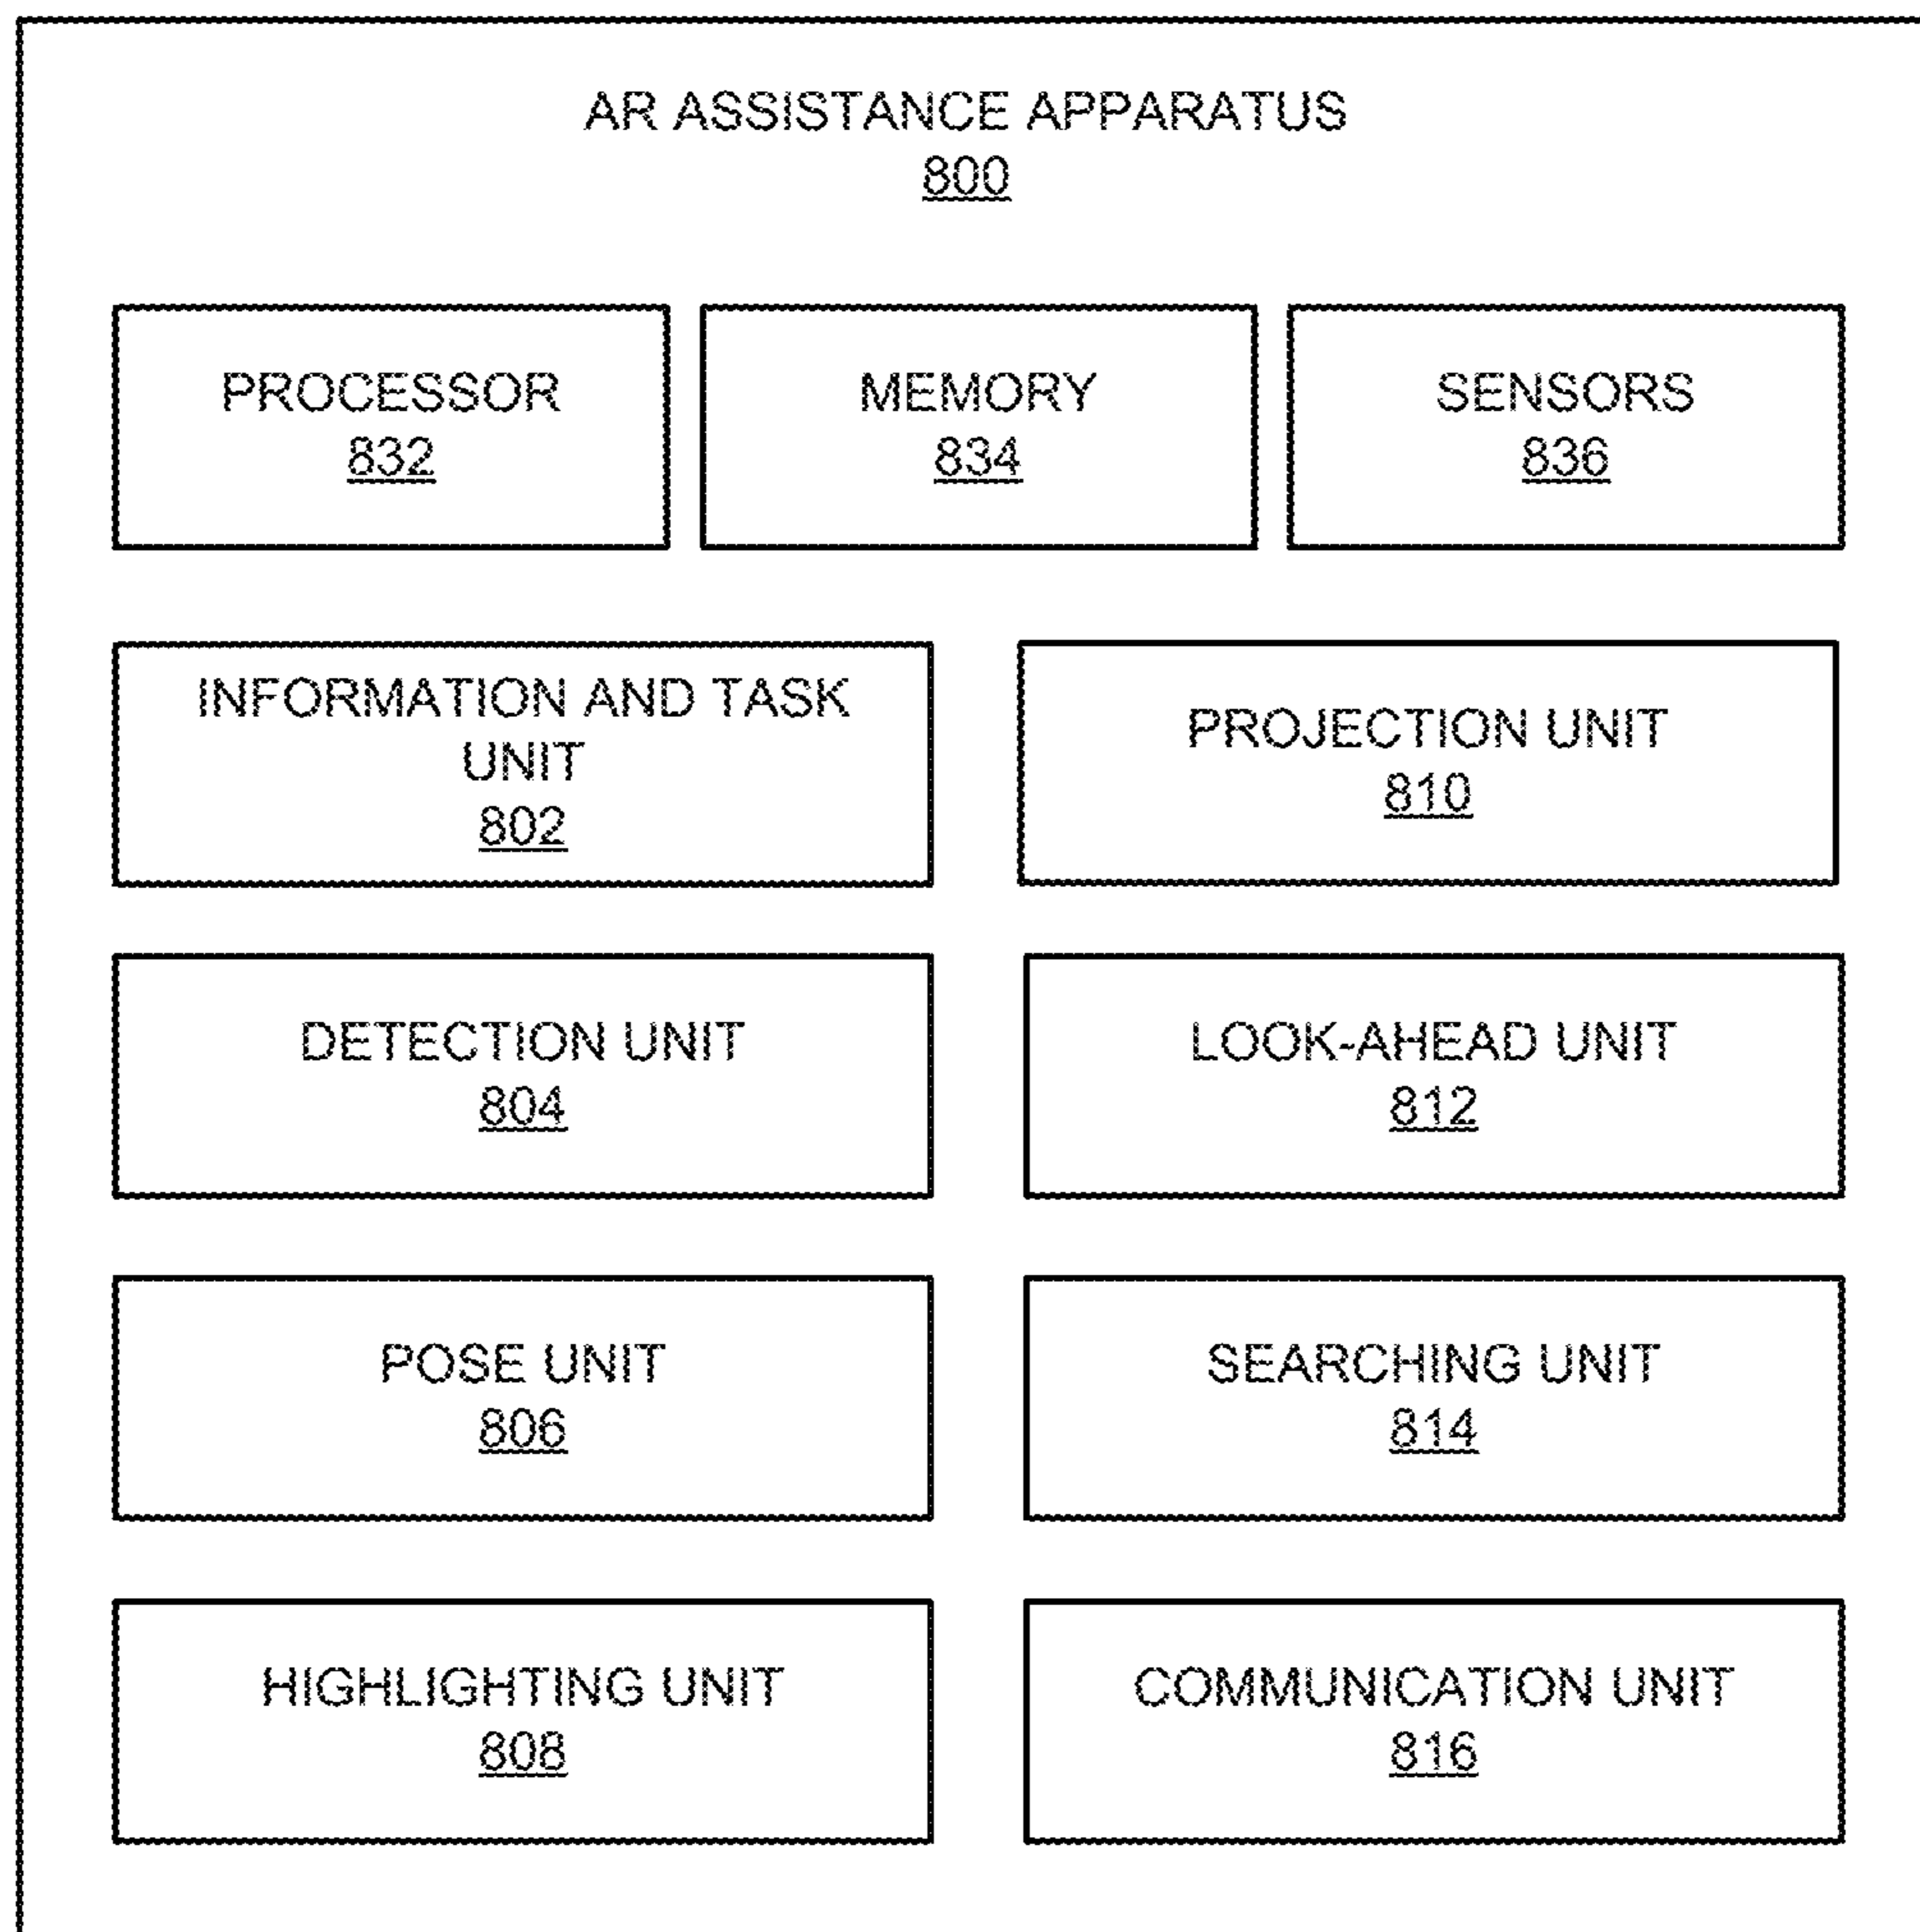 AR ASSISTANCE APPARATUS
800
PROCESSOR
832
MEMORY
834
SENSORS
836
INFORMATION AND TASK
UNIT
802
PROJECTION UNIT
810
DETECTION UNIT
804
LOOK-AHEAD UNIT
812
POSE UNIT
806
SEARCHING UNIT
814
HIGHLIGHTING UNIT
808
COMMUNICATION UNIT
816